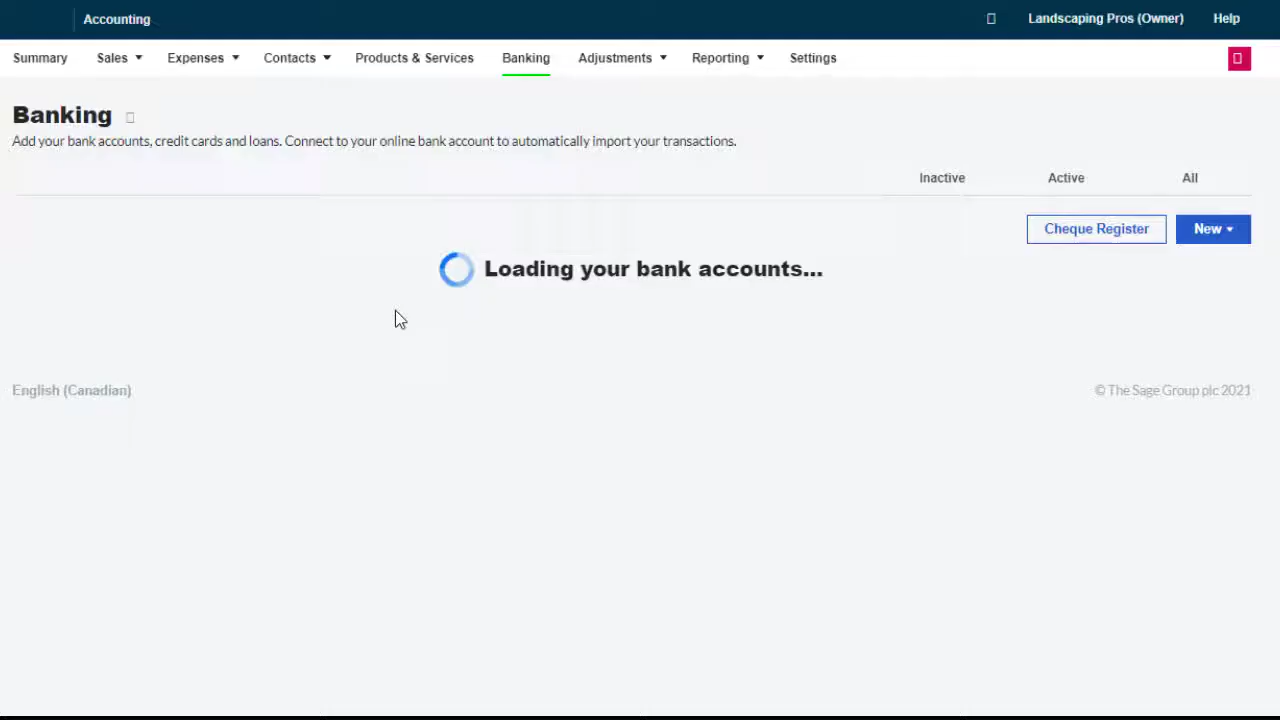 Accounting
Landscaping Pros (Owner)
Help
Summary
Sales
Expenses
Contacts
Products & Services
Banking
Adjustments
Reporting
Settings
Banking
Add your bank accounts, credit cards and loans. Connect to your online bank account to automatically import your transactions.
Inactive
Active
All
Cheque Register
New
Loading your bank accounts...
English (Canadian)
© The Sage Group plc 2021